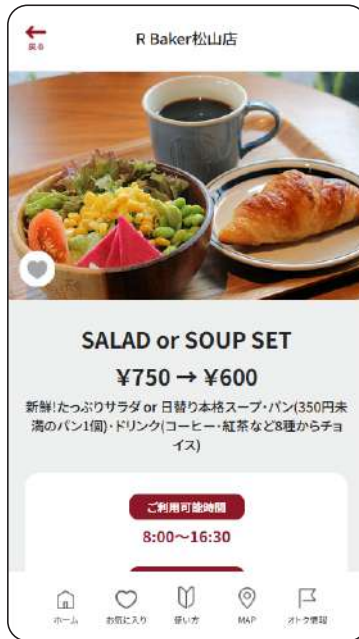 戻る
R Baker松山店
SALAD or SOUP SET
¥750 → ¥600
新鮮!たっぷりサラダ or 日替り本格スープ・パン(350円未
満のパン1個)・ドリンク(コーヒー・紅茶など8種からチョ
イス)
ご利用可能時間
8:00〜16:30
ホーム
お気に入り
使い方
MAP
オトク情報